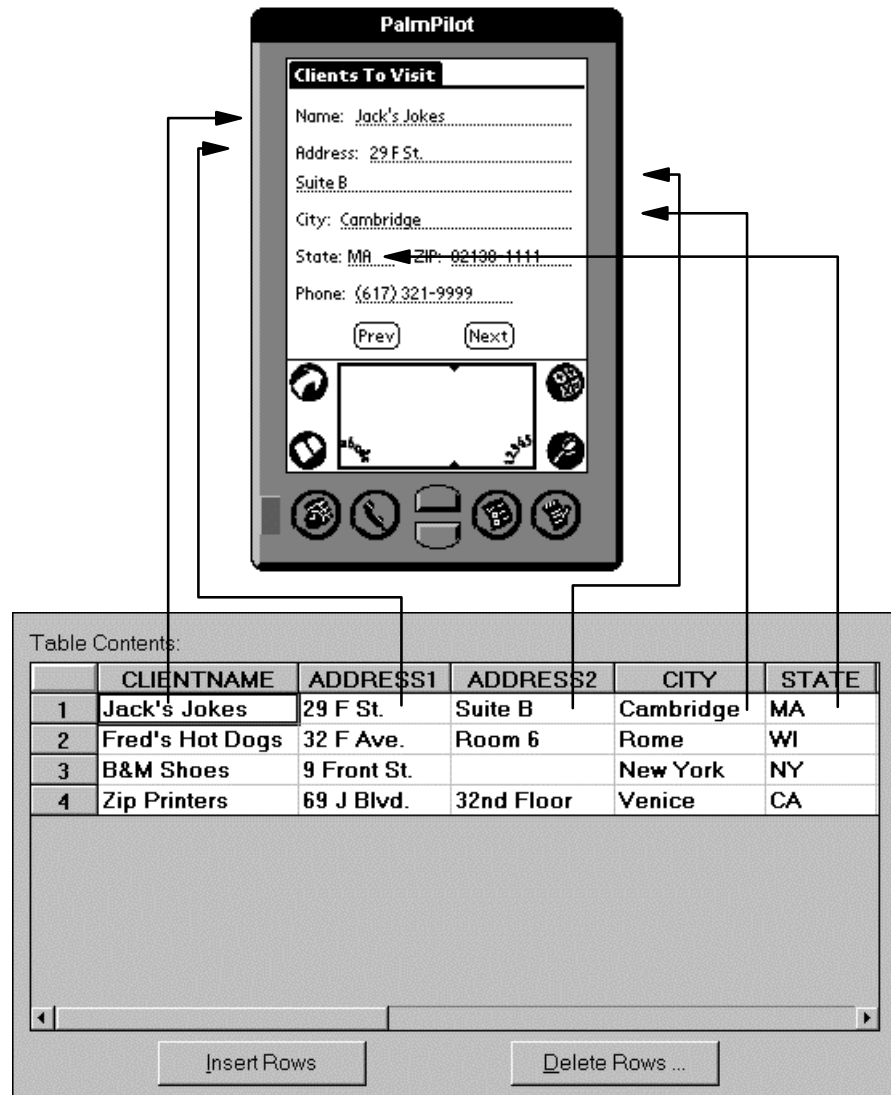 PalmPilot
Clients To Visit
Name: Jack's Jokes
Address: 29 F St.
Suite B
City: Cambridge
State: MA ZIP: 02138-1111
Phone: (617) 321-9999
Prev Next
Table Contents:
CLIENTNAME ADDRESS1 ADDRESS2 CITY STATE
1 Jack's Jokes 29 F St. Suite B Cambridge MA
2 Fred's Hot Dogs 32 F Ave. Room 6 Rome WI
3 B&M Shoes 9 Front St. New York NY
4 Zip Printers 69 J Blvd. 32nd Floor Venice CA
Insert Rows Delete Rows ...